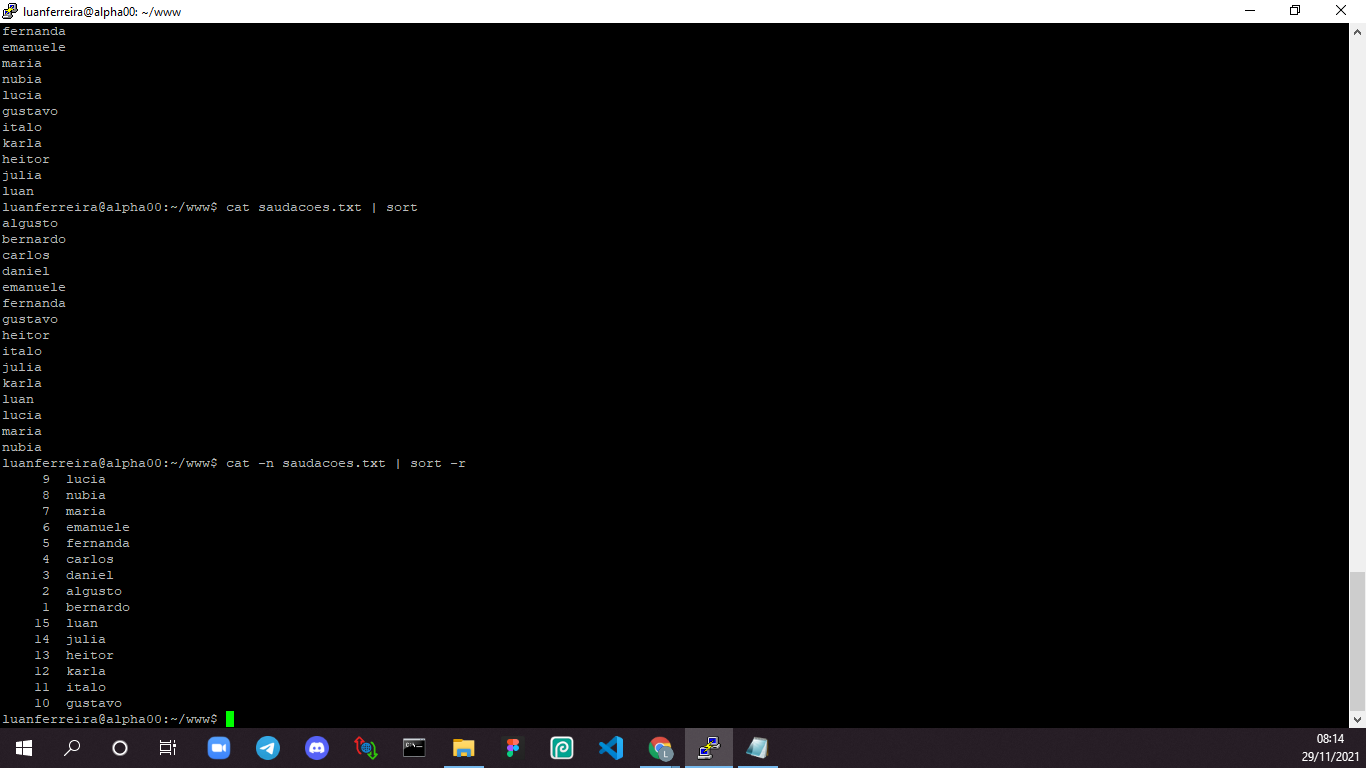 luanferreira@alpha00: ~/www
fernanda
emanuele
maria
nubia
lucia
gustavo
italo
karla
heitor
julia
luan
luanferreira@alpha00:~/www$ cat saudacoes.txt | sort
algusto
bernardo
carlos
daniel
emanuele
fernanda
gustavo
heitor
italo
julia
karla
luan
lucia
maria
nubia
luanferreira@alpha00:~/www$ cat -n saudacoes.txt | sort -r
     9  lucia
     8  nubia
     7  maria
     6  emanuele
     5  fernanda
     4  carlos
     3  daniel
     2  algusto
     1  bernardo
    15  luan
    14  julia
    13  heitor
    12  karla
    11  italo
    10  gustavo
luanferreira@alpha00:~/www$
L
08:14
29/11/2021